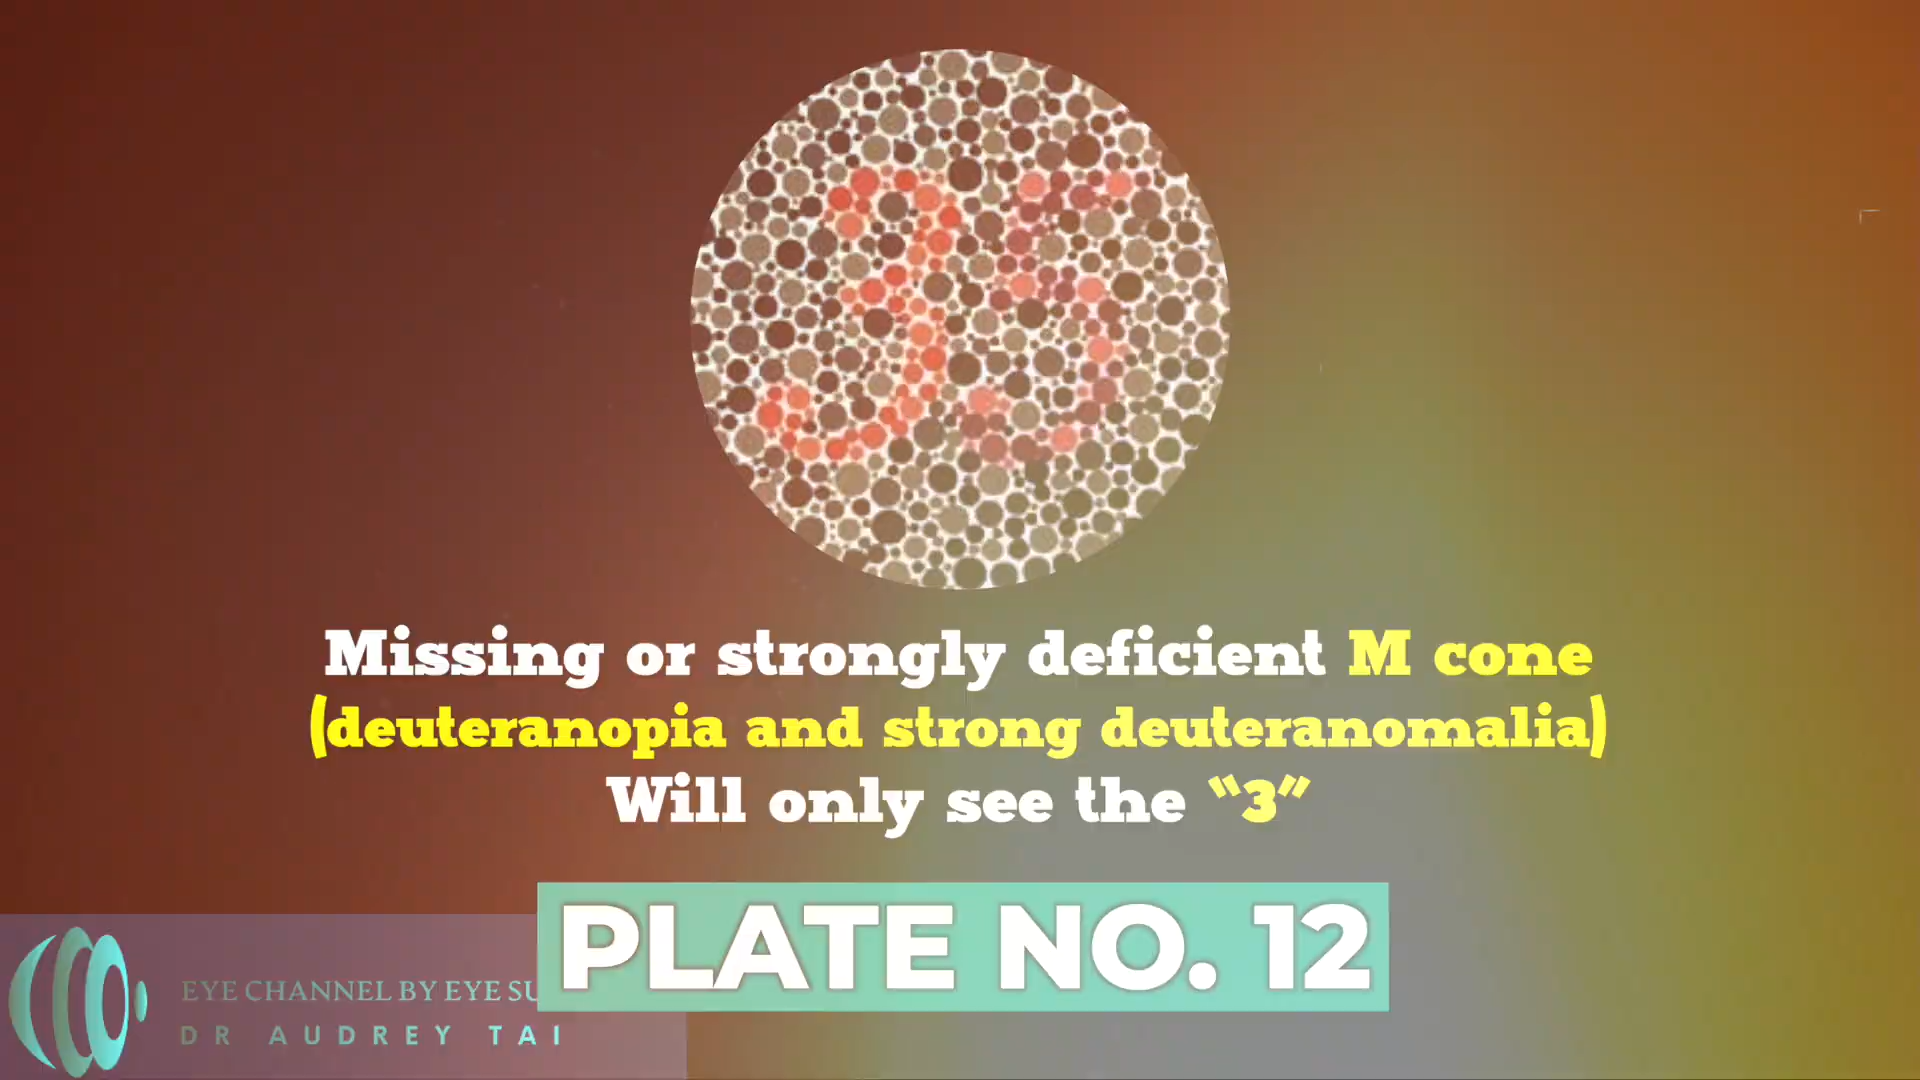 35
Missing or strongly deficient M cone
(deuteranopia and strong deuteranomalia)
Will only see the “3”
PLATE NO. 12
EYE CHANNEL BY EYE
DR AUDREY TAI